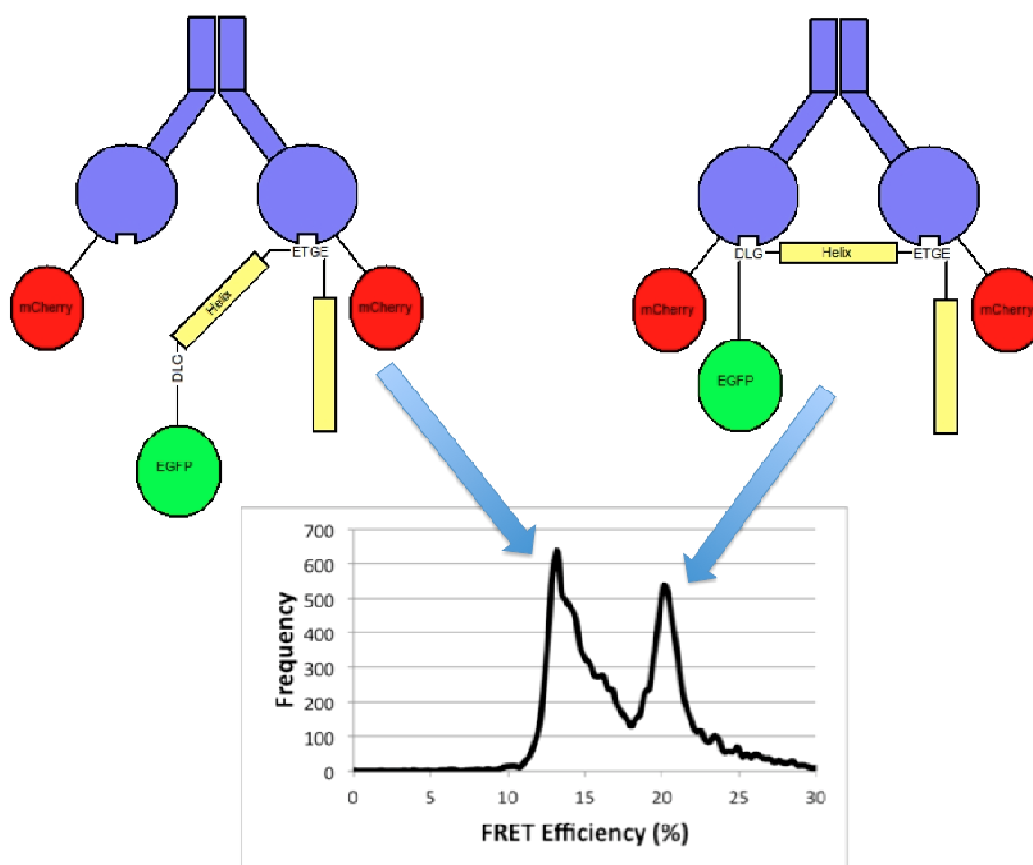 ETGE
Helix
mCherry
mCherry
DLG
EGFP
DLG
Helix
ETGE
mCherry
mCherry
EGFP
Frequency
700
600
500
400
300
200
100
0
0 5 10 15 20 25 30
FRET Efficiency (%)